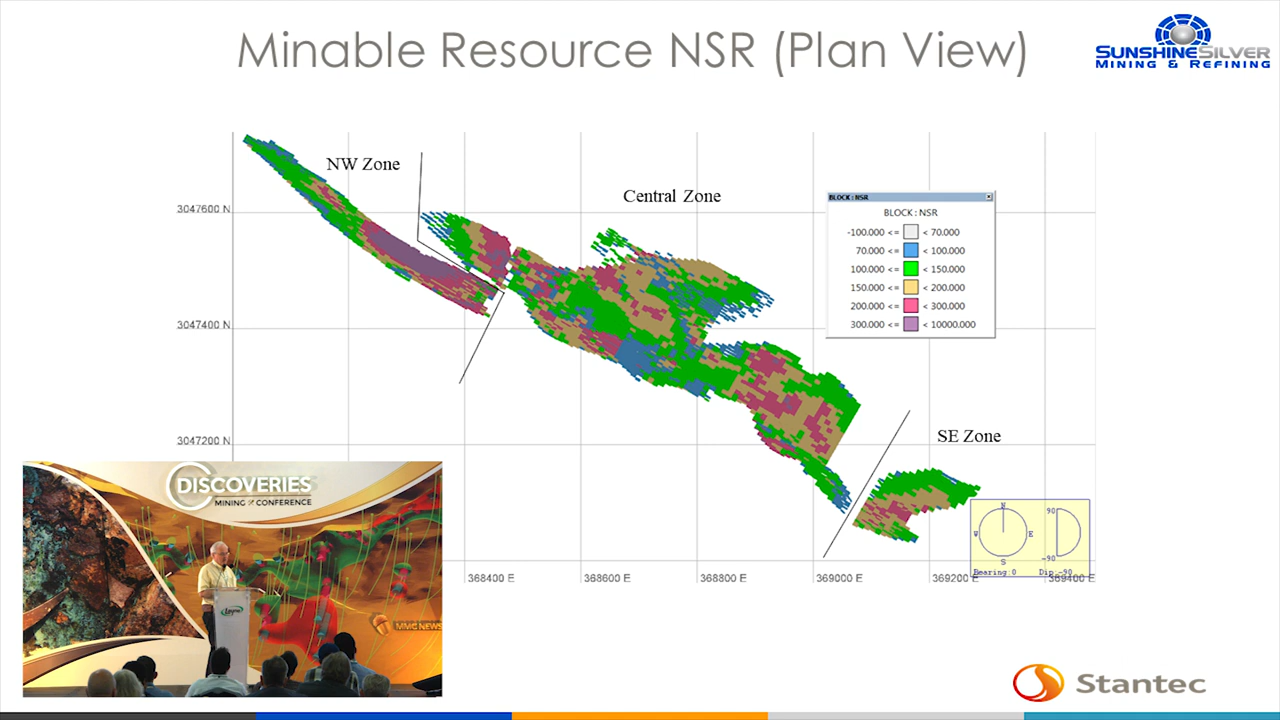 Minable Resource NSR (Plan View)
SUNSHINE SILVER
MINING & REFINING
NW Zone
Central Zone
SE Zone
3047600 N
3047400 N
3047200 N
368400 E
368600 E
368800 E
369000 E
369200 E
369400 E
BLOCK : NSR
BLOCK : NSR
-100.000 <= < 70.000
70.000 <= < 100.000
100.000 <= < 150.000
150.000 <= < 200.000
200.000 <= < 300.000
300.000 <= < 10000.000
N
W E
S
90
-90
Bearing:0 Dip:-90
DISCOVERIES
MINING CONFERENCE
Layne
MMG NEWS
Stantec